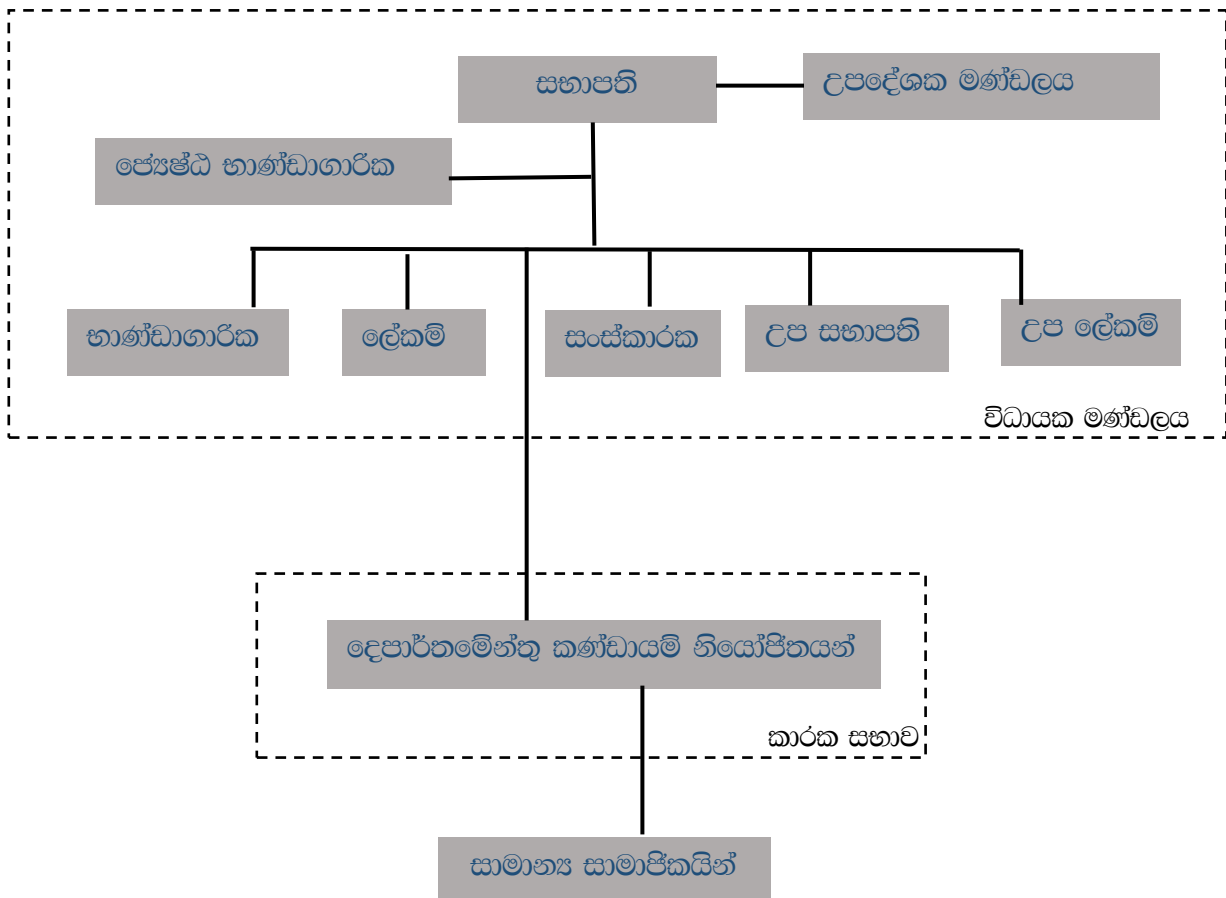 සභාපති
උපදේශක මණ්ඩලය
ජ්‍යෙෂ්ඨ භාණ්ඩාගාරික
භාණ්ඩාගාරික
ලේකම්
සංස්කාරක
උප සභාපති
උප ලේකම්
විධායක මණ්ඩලය
දෙපාර්තමේන්තු කණ්ඩායම් නියෝජිතයන්
කාරක සභාව
සාමාන්‍ය සාමාජිකයින්